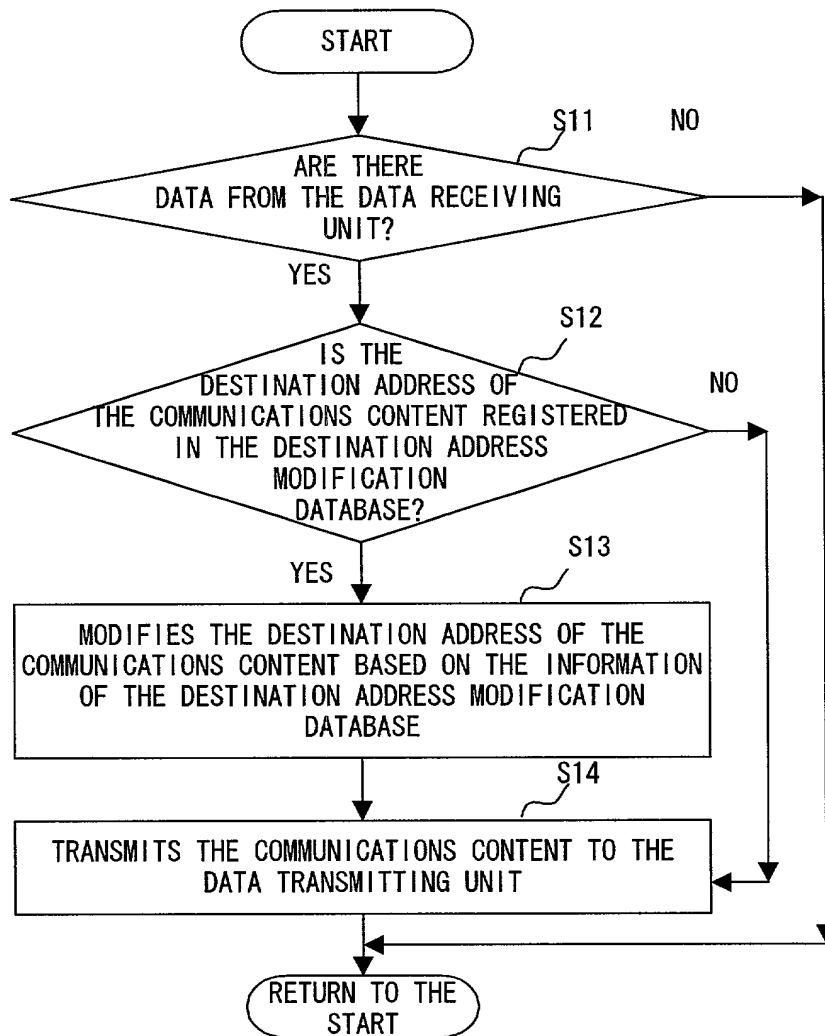 START
S11
NO
ARE THERE
DATA FROM THE DATA RECEIVING
UNIT?
YES
S12
IS THE
DESTINATION ADDRESS OF
NO
THE COMMUNICATIONS CONTENT REGISTERED
IN THE DESTINATION ADDRESS
MODIFICATION
DATABASE?
YES
S13
MODIFIES THE DESTINATION ADDRESS OF THE
COMMUNICATIONS CONTENT BASED ON THE INFORMATION
OF THE DESTINATION ADDRESS MODIFICATION
DATABASE
S14
TRANSMITS THE COMMUNICATIONS CONTENT TO THE
DATA TRANSMITTING UNIT
RETURN TO THE
START